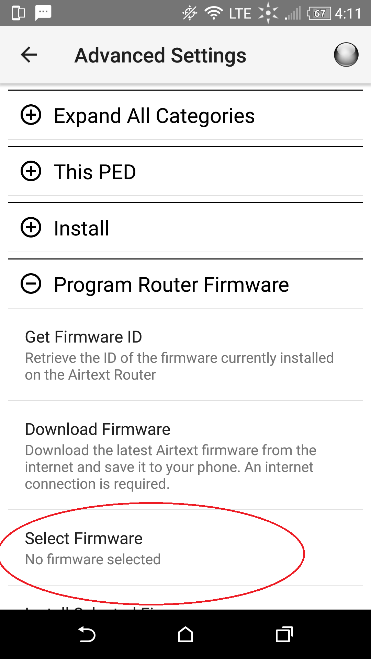 LTE 67 4:11
Advanced Settings
Expand All Categories
This PED
Install
Program Router Firmware
Get Firmware ID
Retrieve the ID of the firmware currently installed
on the Airtext Router
Download Firmware
Download the latest Airtext firmware from the
internet and save it to your phone. An internet
connection is required.
Select Firmware
No firmware selected